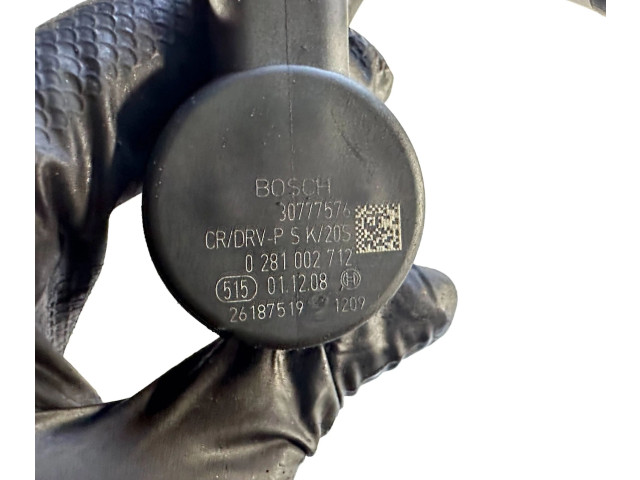 BOSCH
30777576
CR/DRV-P S K/20S
0 281 002 712
515 01.12.08
26187519 1209